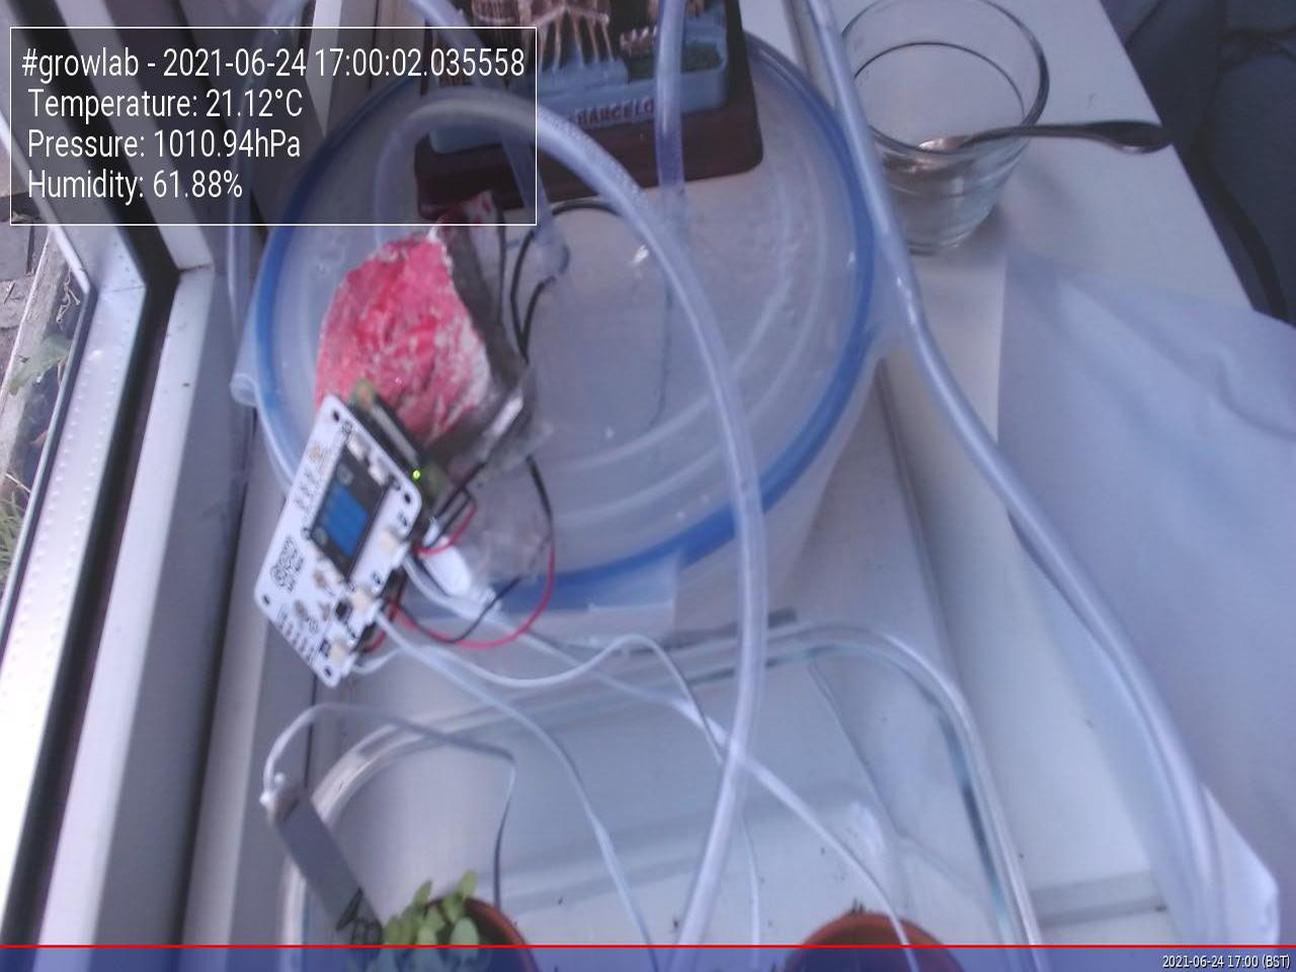 #growlab - 2021-06-24 17:00:02.035558
Temperature: 21.12°C
Pressure: 1010.94hPa
Humidity: 61.88%
BARCELO
2021-06-24 17:00 (BST)